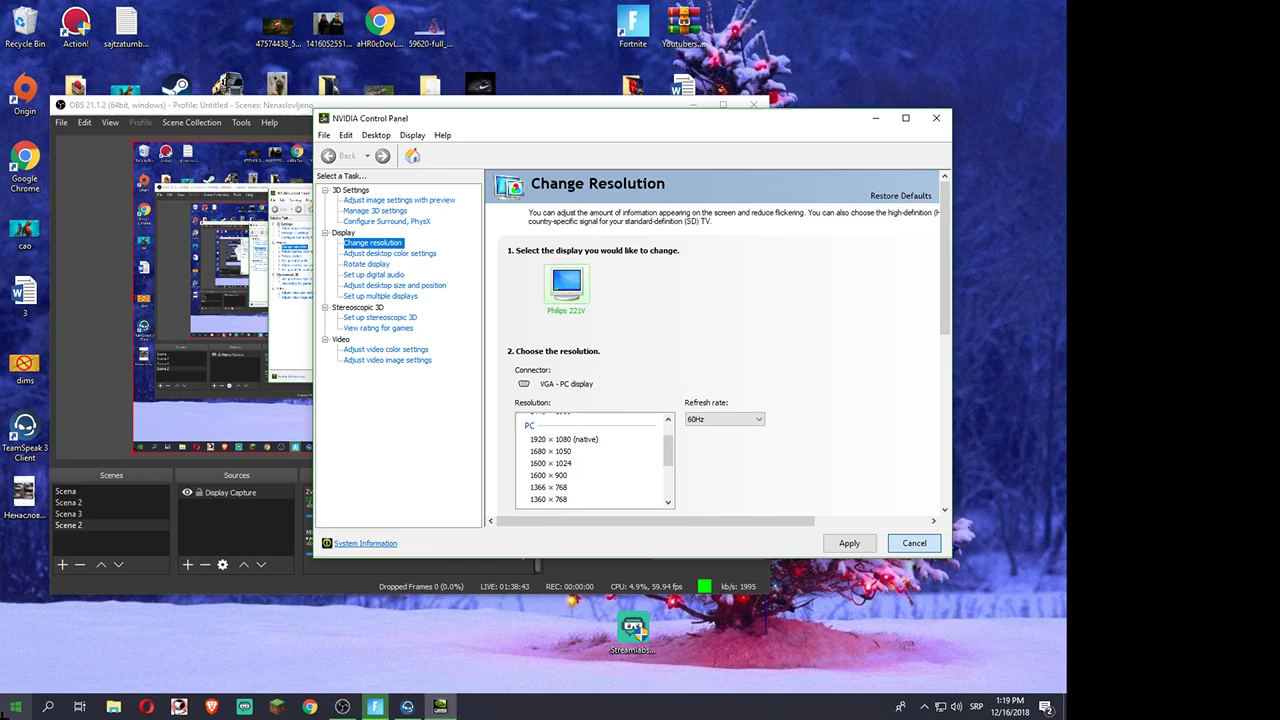 Recycle Bin
Action!
sajtzatumb...
47574438_5...
1416052551...
aHR0cDovL...
59620-full_...
Fortnite
Youtubers...
Origin
Google
Chrome
cao
3
dims
TeamSpeak 3
Client
Ненаслов...
OBS 21.1.2 (64bit, windows) - Profile: Untitled - Scenes: Nenaslovljeno
File Edit View Profile Scene Collection Tools Help
Scenes
Scena
Scene 2
Scene 3
Scene 2
Sources
Display Capture
Dropped Frames 0 (0.0%) LIVE: 01:38:43 REC: 00:00:00 CPU: 4.9%, 59.94 fps kb/s: 1995
NVIDIA Control Panel
File Edit Desktop Display Help
Back
Select a Task...
3D Settings
Adjust image settings with preview
Manage 3D settings
Configure Surround, PhysX
Display
Change resolution
Adjust desktop color settings
Rotate display
Set up digital audio
Adjust desktop size and position
Set up multiple displays
Stereoscopic 3D
Set up stereoscopic 3D
View rating for games
Video
Adjust video color settings
Adjust video image settings
System Information
Change Resolution
Restore Defaults
You can adjust the amount of information appearing on the screen and reduce flickering. You can also choose the high-definition (H
country-specific signal for your standard-definition (SD) TV.
1. Select the display you would like to change.
Philips 221V
2. Choose the resolution.
Connector:
VGA - PC display
Resolution:
Refresh rate:
60Hz
PC
1920 × 1080 (native)
1680 × 1050
1600 × 1024
1600 × 900
1366 × 768
1360 × 768
Apply Cancel
Streamlabs...
SRP
1:19 PM
12/16/2018
2